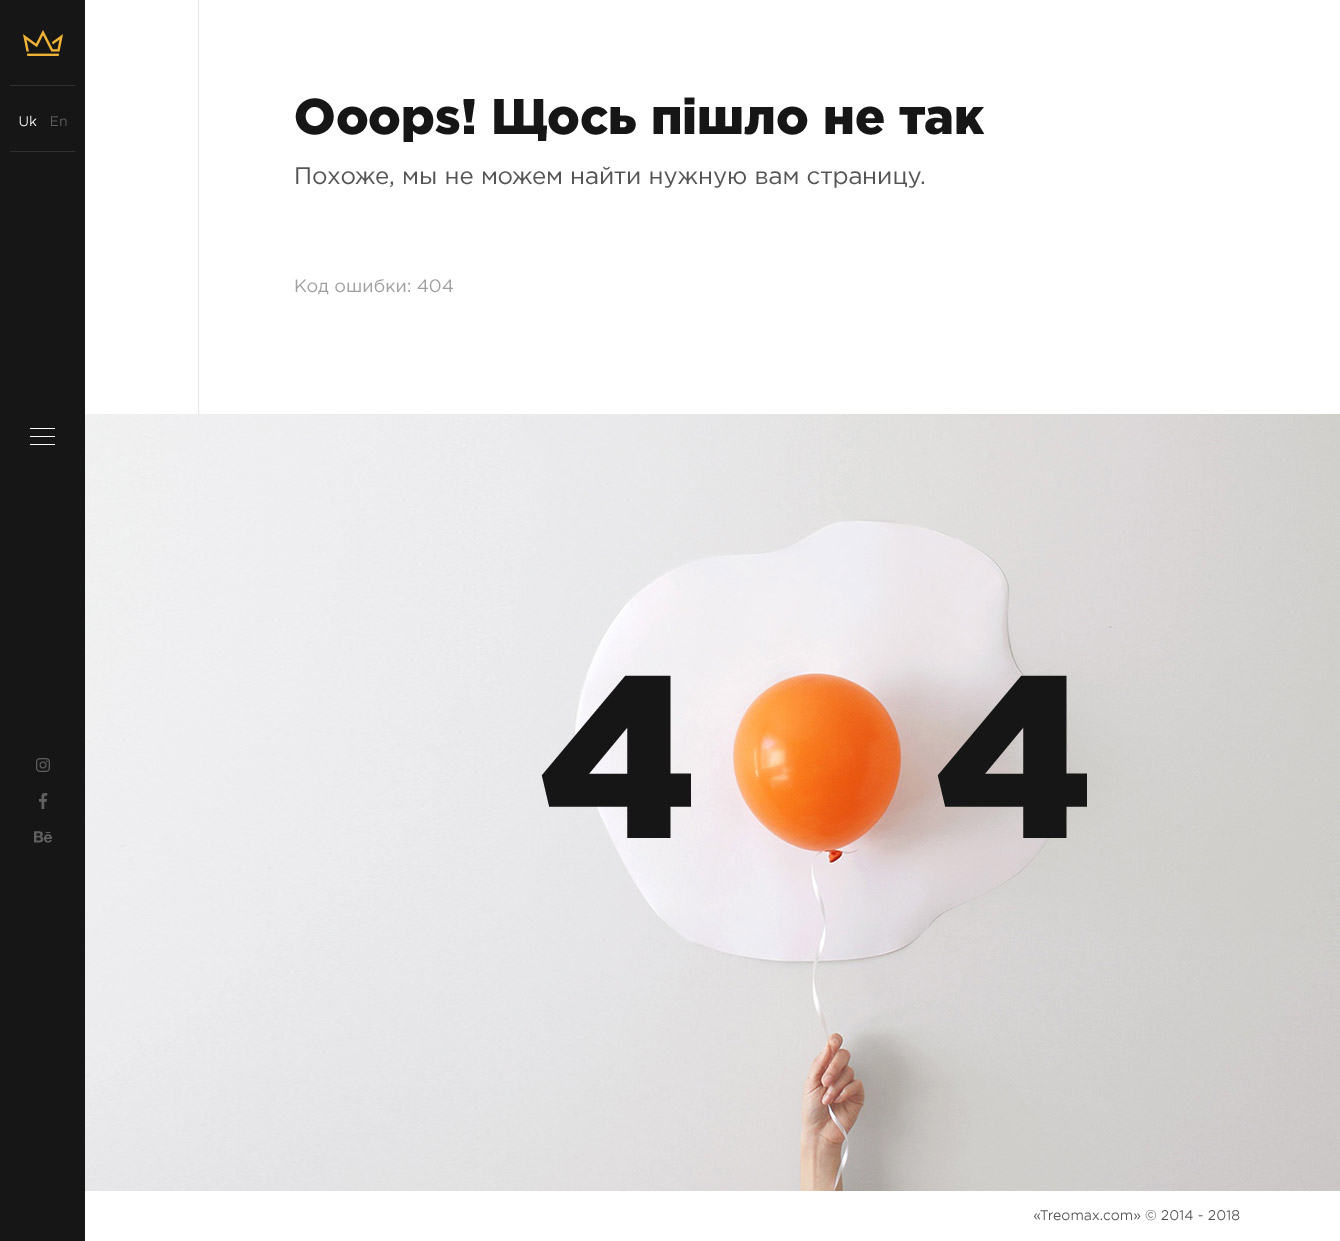 Uk En
Ooops! Щось пішло не так
Похоже, мы не можем найти нужную вам страницу.
Код ошибки: 404
4 4
Bē
«Treomax.com» © 2014 - 2018